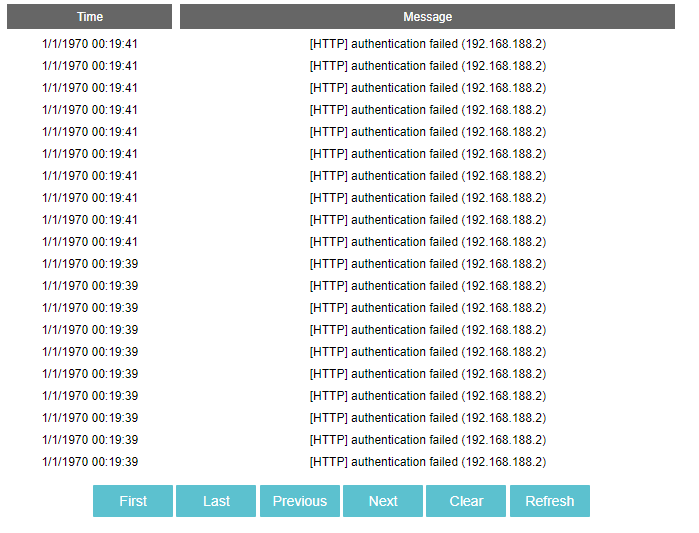 Time Message
1/1/1970 00:19:41 [HTTP] authentication failed (192.168.188.2)
1/1/1970 00:19:41 [HTTP] authentication failed (192.168.188.2)
1/1/1970 00:19:41 [HTTP] authentication failed (192.168.188.2)
1/1/1970 00:19:41 [HTTP] authentication failed (192.168.188.2)
1/1/1970 00:19:41 [HTTP] authentication failed (192.168.188.2)
1/1/1970 00:19:41 [HTTP] authentication failed (192.168.188.2)
1/1/1970 00:19:41 [HTTP] authentication failed (192.168.188.2)
1/1/1970 00:19:41 [HTTP] authentication failed (192.168.188.2)
1/1/1970 00:19:41 [HTTP] authentication failed (192.168.188.2)
1/1/1970 00:19:41 [HTTP] authentication failed (192.168.188.2)
1/1/1970 00:19:39 [HTTP] authentication failed (192.168.188.2)
1/1/1970 00:19:39 [HTTP] authentication failed (192.168.188.2)
1/1/1970 00:19:39 [HTTP] authentication failed (192.168.188.2)
1/1/1970 00:19:39 [HTTP] authentication failed (192.168.188.2)
1/1/1970 00:19:39 [HTTP] authentication failed (192.168.188.2)
1/1/1970 00:19:39 [HTTP] authentication failed (192.168.188.2)
1/1/1970 00:19:39 [HTTP] authentication failed (192.168.188.2)
1/1/1970 00:19:39 [HTTP] authentication failed (192.168.188.2)
1/1/1970 00:19:39 [HTTP] authentication failed (192.168.188.2)
1/1/1970 00:19:39 [HTTP] authentication failed (192.168.188.2)
First Last Previous Next Clear Refresh